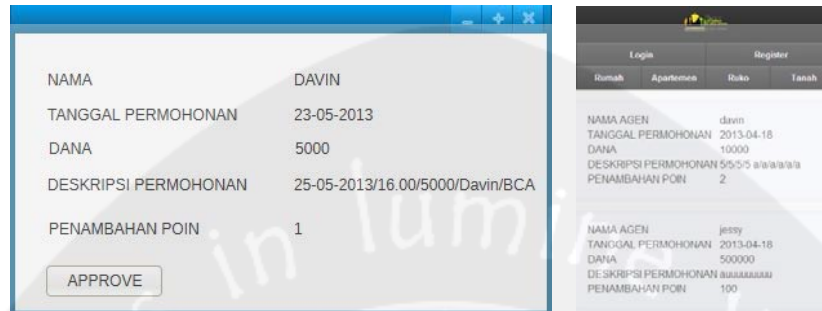 NAMA DAVIN
TANGGAL PERMOHONAN 23-05-2013
DANA 5000
DESKRIPSI PERMOHONAN 25-05-2013/16.00/5000/Davin/BCA
PENAMBAHAN POIN 1
APPROVE
in lumine
Login Register
Rumah Apartemen Ruko Tanah
NAMA AGEN davin
TANGGAL PERMOHONAN 2013-04-18
DANA 10000
DESKRIPSI PERMOHONAN 5/5/5/5 a/a/a/a/a/a
PENAMBAHAN POIN 2
NAMA AGEN jessy
TANGGAL PERMOHONAN 2013-04-18
DANA 500000
DESKRIPSI PERMOHONAN
PENAMBAHAN POIN 100